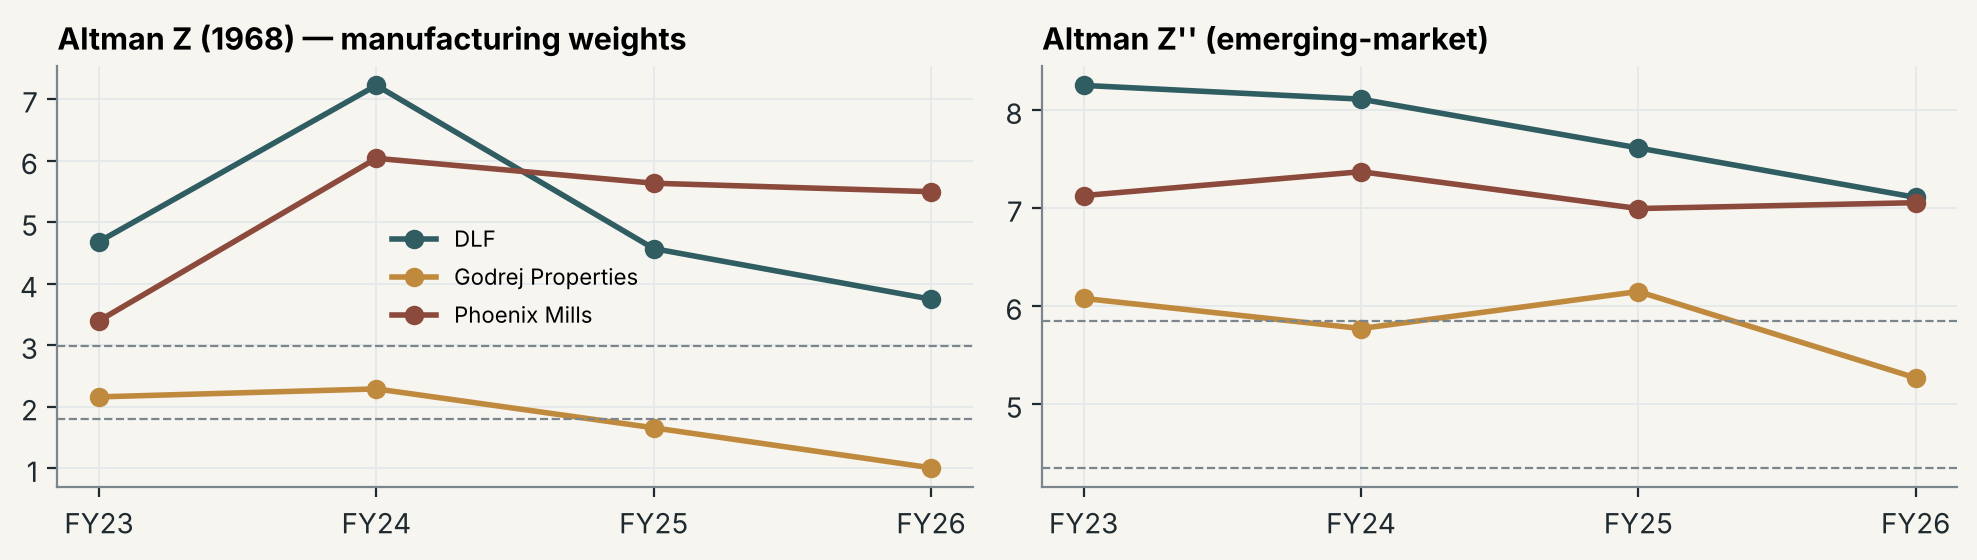 Altman Z (1968) — manufacturing weights
7
6
5
4
3
2
1
DLF
Godrej Properties
Phoenix Mills
FY23 FY24 FY25 FY26
Altman Z'' (emerging-market)
8
7
6
5
FY23 FY24 FY25 FY26